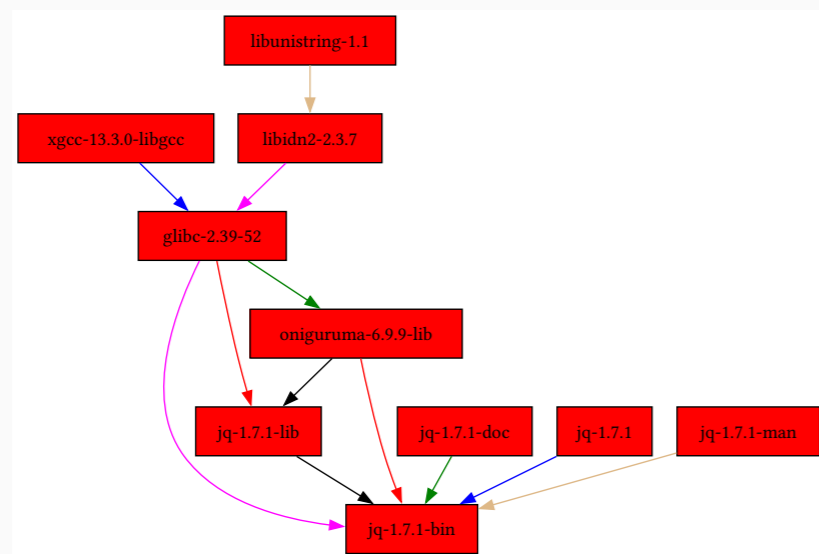 libunistring-1.1
xgcc-13.3.0-libgcc
libidn2-2.3.7
glibc-2.39-52
oniguruma-6.9.9-lib
jq-1.7.1-lib
jq-1.7.1-doc
jq-1.7.1
jq-1.7.1-man
jq-1.7.1-bin